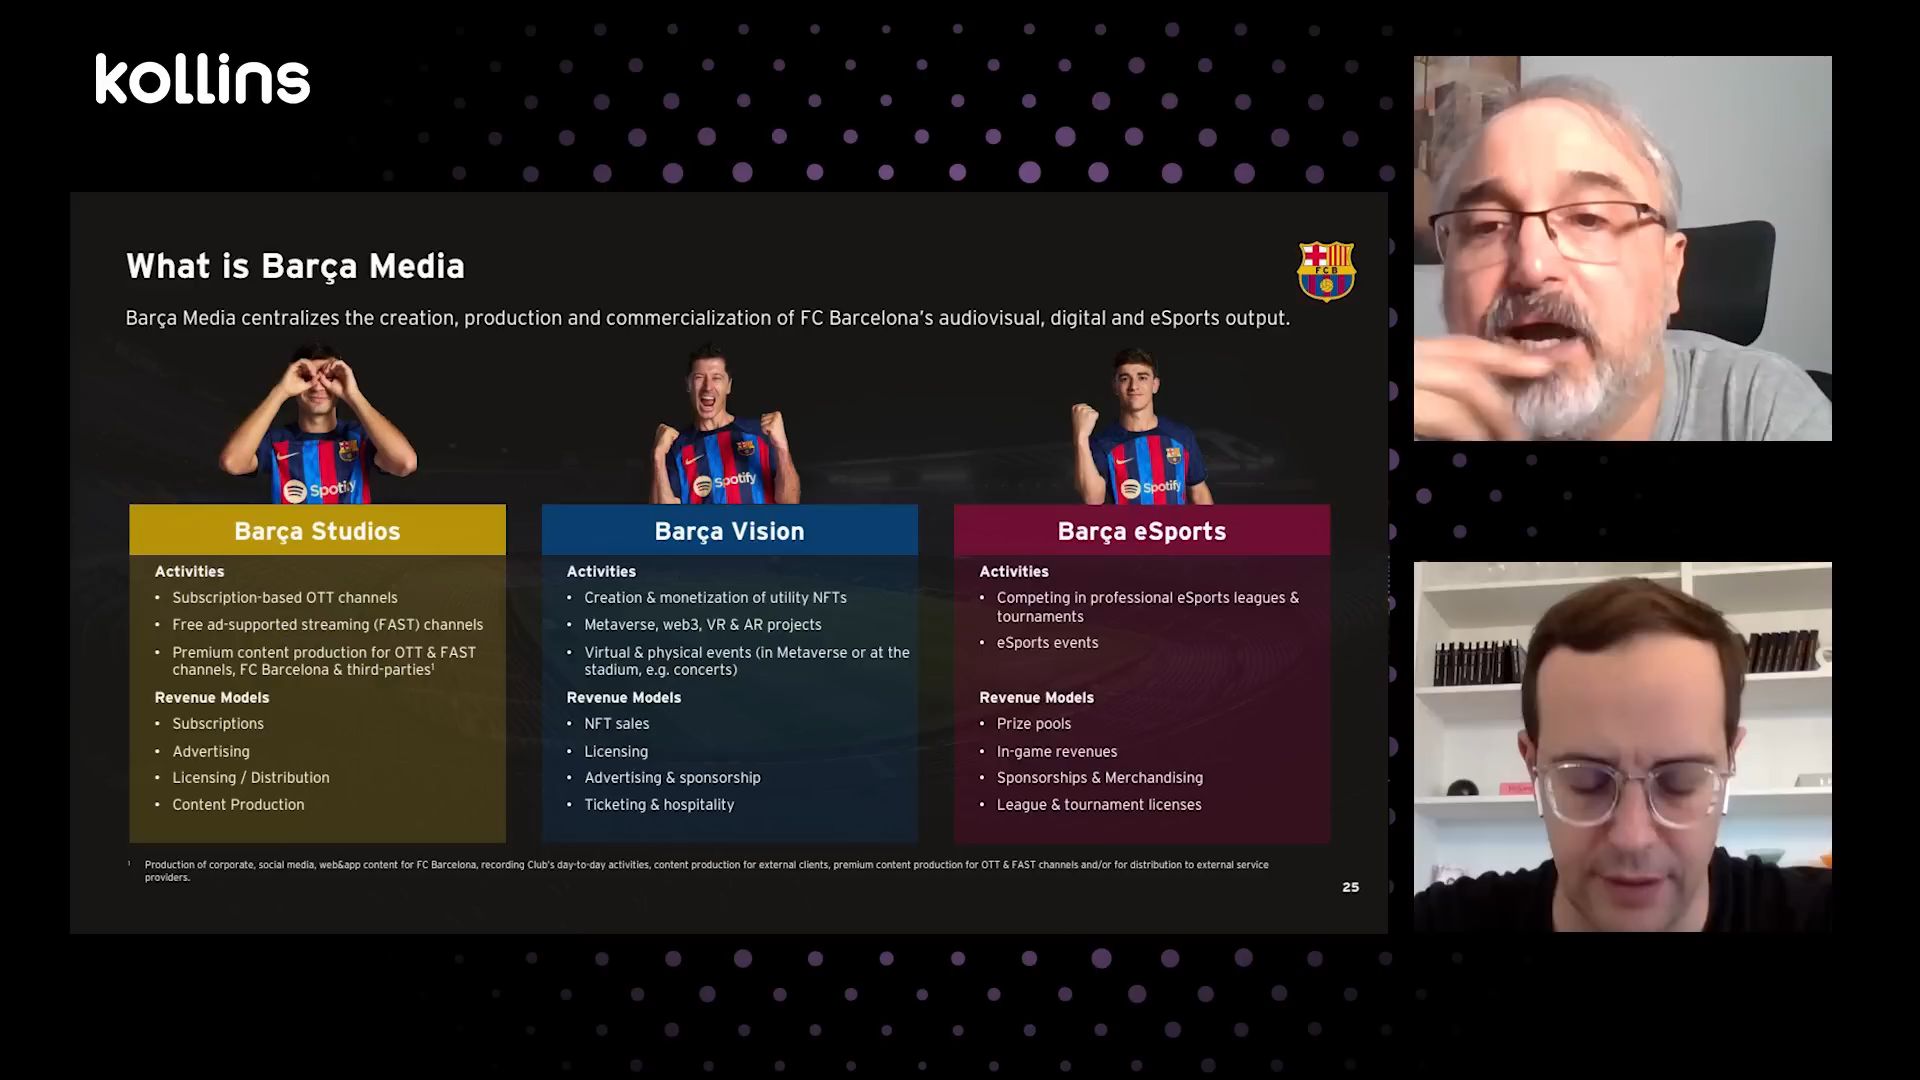 kollins
What is Barça Media
FCB
Barça Media centralizes the creation, production and commercialization of FC Barcelona's audiovisual, digital and eSports output.
Spotify
Spotify
Spotify
Barça Studios
Activities
• Subscription-based OTT channels
• Free ad-supported streaming (FAST) channels
• Premium content production for OTT & FAST
channels, FC Barcelona & third-parties¹
Revenue Models
• Subscriptions
• Advertising
• Licensing / Distribution
• Content Production
Barça Vision
Activities
• Creation & monetization of utility NFTs
• Metaverse, web3, VR & AR projects
• Virtual & physical events (in Metaverse or at the
stadium, e.g. concerts)
Revenue Models
• NFT sales
• Licensing
• Advertising & sponsorship
• Ticketing & hospitality
Barça eSports
Activities
• Competing in professional eSports leagues &
tournaments
• eSports events
Revenue Models
• Prize pools
• In-game revenues
• Sponsorships & Merchandising
• League & tournament licenses
¹ Production of corporate, social media, web&app content for FC Barcelona, recording Club's day-to-day activities, content production for external clients, premium content production for OTT & FAST channels and/or for distribution to external service
providers.
25